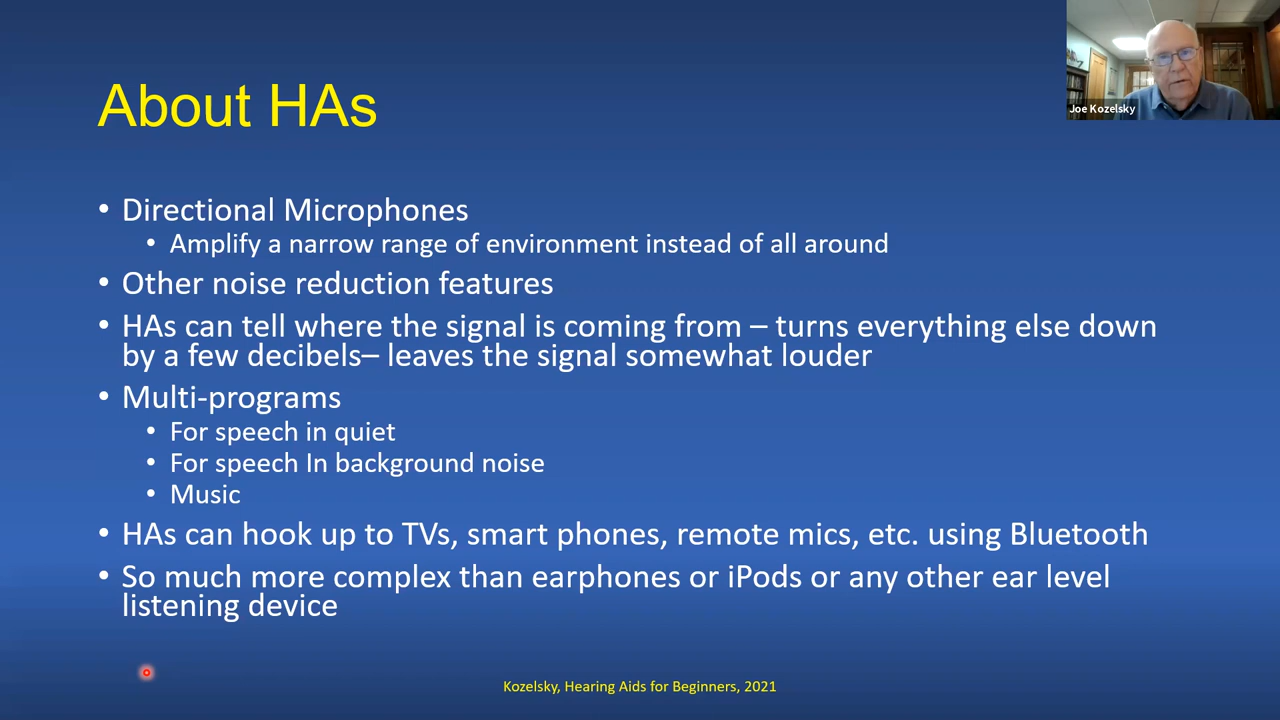 Joe Kozelsky
About HAs
• Directional Microphones
• Amplify a narrow range of environment instead of all around
• Other noise reduction features
• HAs can tell where the signal is coming from – turns everything else down
by a few decibels– leaves the signal somewhat louder
• Multi-programs
• For speech in quiet
• For speech In background noise
• Music
• HAs can hook up to TVs, smart phones, remote mics, etc. using Bluetooth
• So much more complex than earphones or iPods or any other ear level
listening device
Kozelsky, Hearing Aids for Beginners, 2021